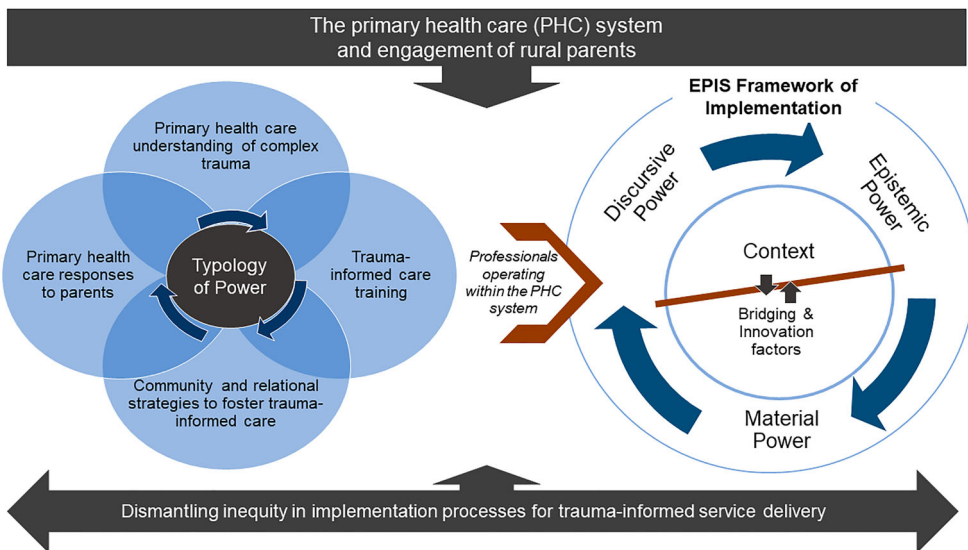 The primary health care (PHC) system
and engagement of rural parents
Primary health care
understanding of complex
trauma
Primary health
care responses
to parents
Typology
of Power
Trauma-
informed care
training
Community and relational
strategies to foster trauma-
informed care
Professionals
operating
within the PHC
system
EPIS Framework of
Implementation
Discursive
Power
Epistemic
Power
Context
Bridging &
Innovation
factors
Material
Power
Dismantling inequity in implementation processes for trauma-informed service delivery